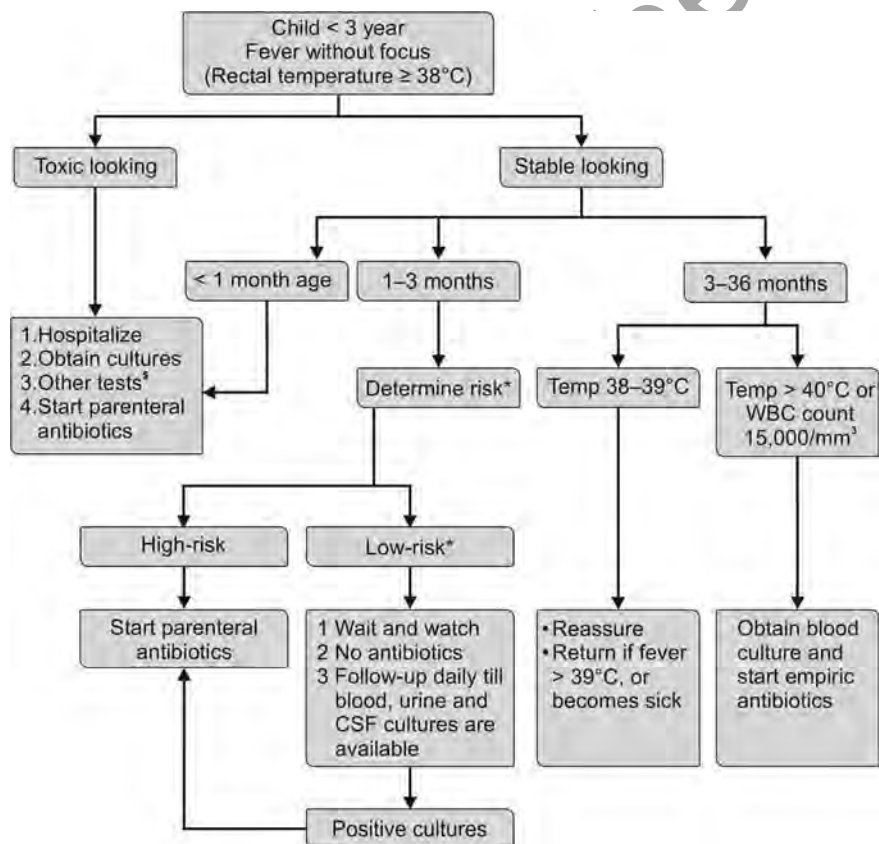 Child < 3 year
Fever without focus
(Rectal temperature ≥ 38°C)
Toxic looking
Stable looking
< 1 month age
1–3 months
3–36 months
1.Hospitalize
2.Obtain cultures
3.Other tests$
4.Start parenteral
antibiotics
Determine risk*
Temp 38–39°C
Temp > 40°C or
WBC count
15,000/mm³
High-risk
Low-risk*
Start parenteral
antibiotics
1 Wait and watch
2 No antibiotics
3 Follow-up daily till
blood, urine and
CSF cultures are
available
•Reassure
•Return if fever
> 39°C, or
becomes sick
Obtain blood
culture and
start empiric
antibiotics
Positive cultures